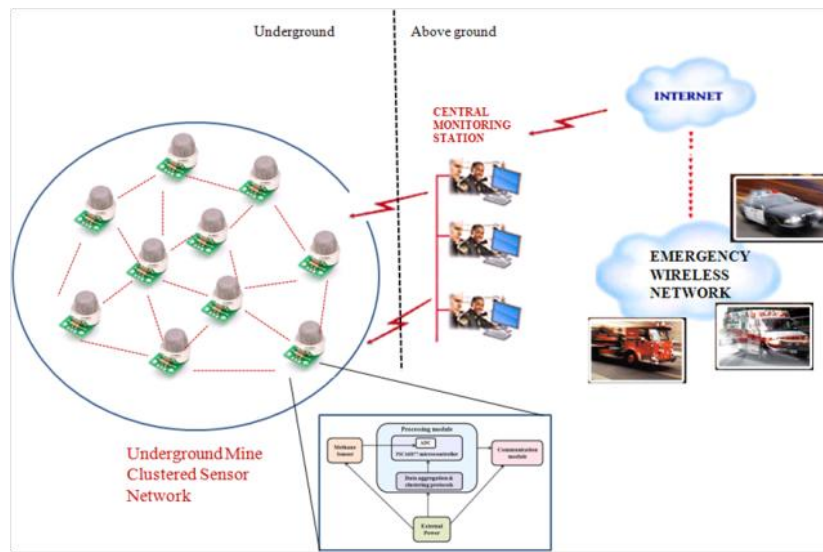 Underground
Above ground
INTERNET
CENTRAL
MONITORING
STATION
EMERGENCY
WIRELESS
NETWORK
Underground Mine
Clustered Sensor
Network
Processing module
ADC
microcontroller
Methane
Sensor
Data aggregation &
clustering protocols
module
External
Power